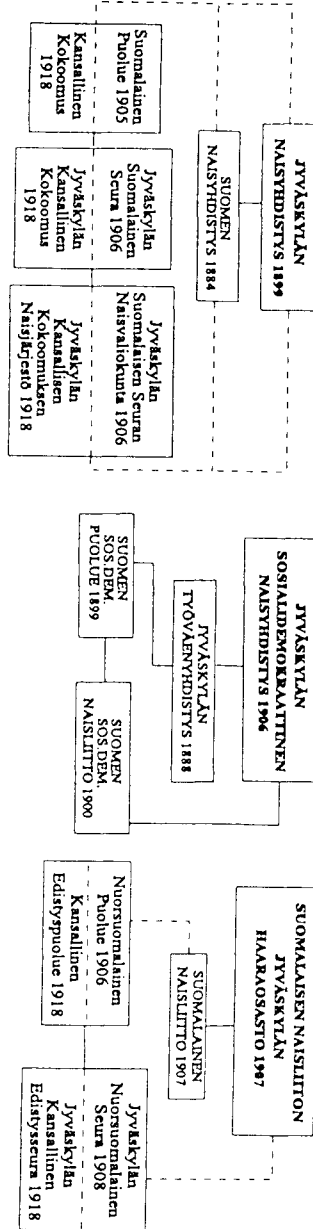 JYVÄSKYLÄN
NAISYHDISTYS 1899
SUOMEN
NAISYHDISTYS 1884
Suomalainen
Puolue 1905
Kansallinen
Kokoomus
1918
Jyväskylän
Suomalainen
Seura 1906
Jyväskylän
Kansallinen
Kokoomus
1918
Jyväskylän
Suomalaisen Seuran
Naisvaliokunta 1906
Jyväskylän
Kansallisen
Kokoomuksen
Naisjärjestö 1918
JYVÄSKYLÄN
SOSIALIDEMOKRAATTINEN
NAISYHDISTYS 1906
JYVÄSKYLÄN
TYÖVÄENYHDISTYS 1888
SUOMEN
SOS.DEM.
PUOLUE 1899
SUOMEN
SOS.DEM.
NAISLIITTO 1900
SUOMALAISEN NAISLIITON
JYVÄSKYLÄN
HAARAOSASTO 1907
SUOMALAINEN
NAISLIITTO 1907
Nuorsuomalainen
Puolue 1906
Kansallinen
Edistyspuolue 1918
Jyväskylän
Nuorsuomalainen
Seura 1908
Jyväskylän
Kansallinen
Edistysseura 1918